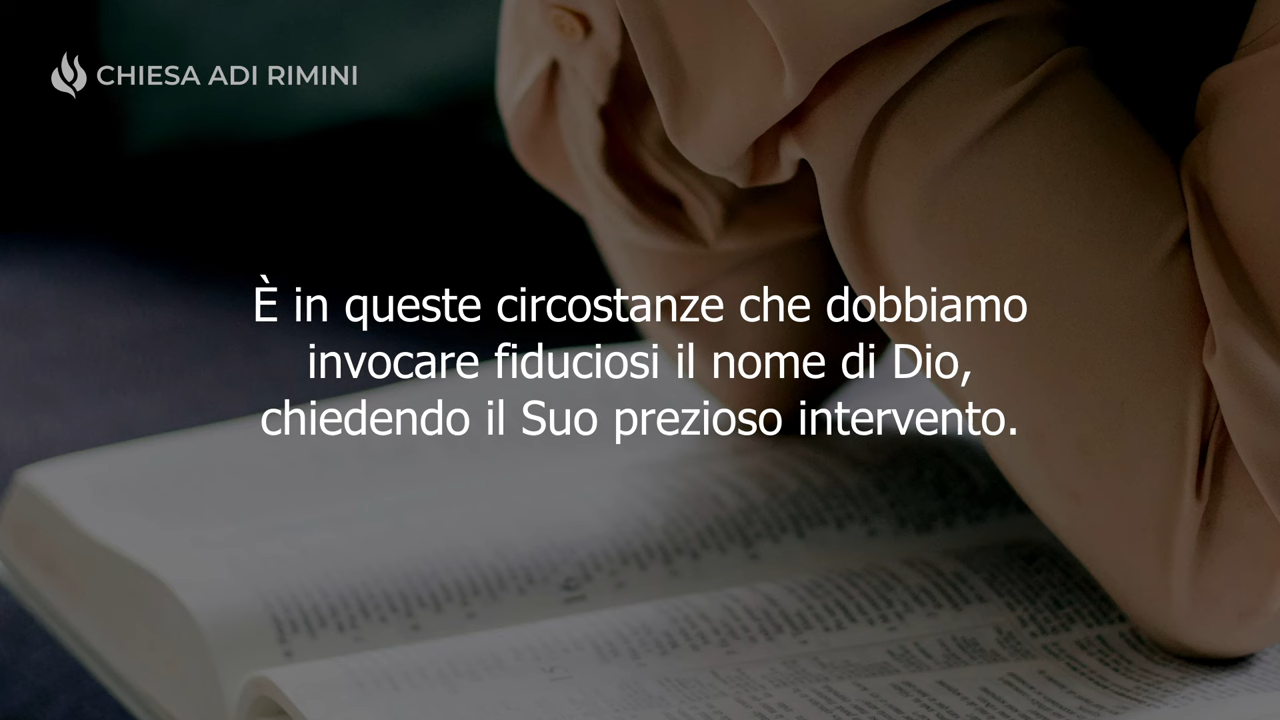 CHIESA ADI RIMINI
È in queste circostanze che dobbiamo
invocare fiduciosi il nome di Dio,
chiedendo il Suo prezioso intervento.